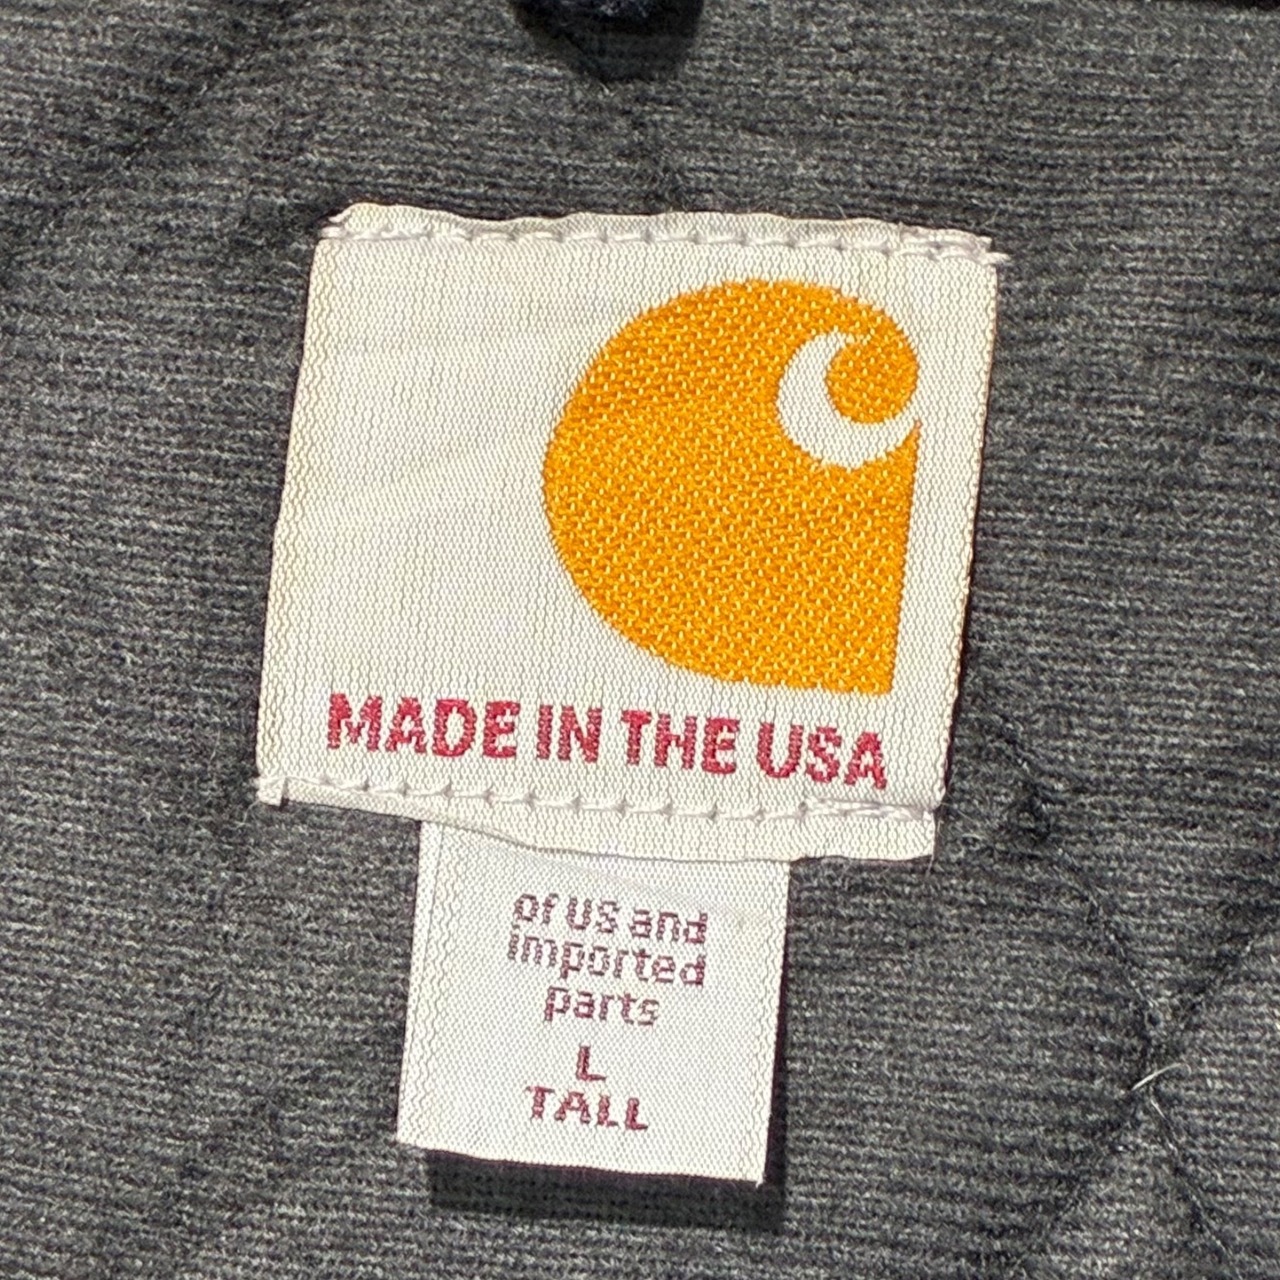 MADE IN THE USA
of US and
imported
parts
L
TALL